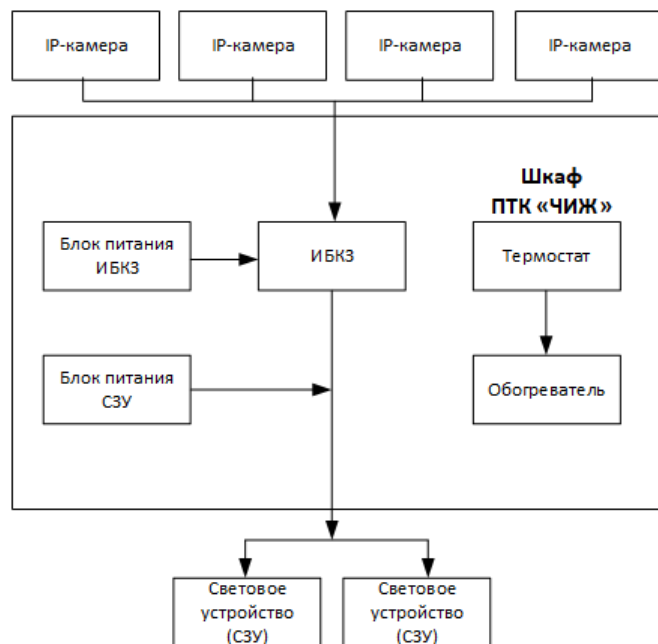 IP-камера
IP-камера
IP-камера
IP-камера
Шкаф
ПТК «ЧИЖ»
Блок питания
ИБКЗ
ИБКЗ
Термостат
Блок питания
СЗУ
Обогреватель
Световое
устройство
(СЗУ)
Световое
устройство
(СЗУ)